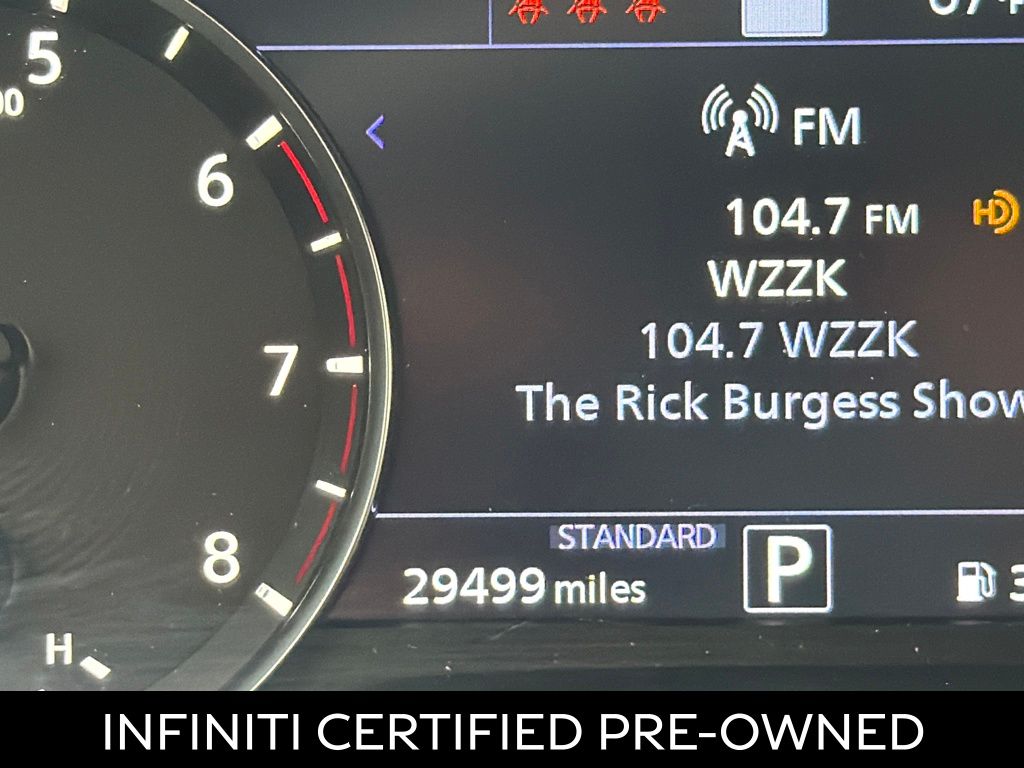 5
6
7
8
H
FM
104.7 FM HD
WZZK
104.7 WZZK
The Rick Burgess Show
STANDARD
29499 miles
P
INFINITI CERTIFIED PRE-OWNED